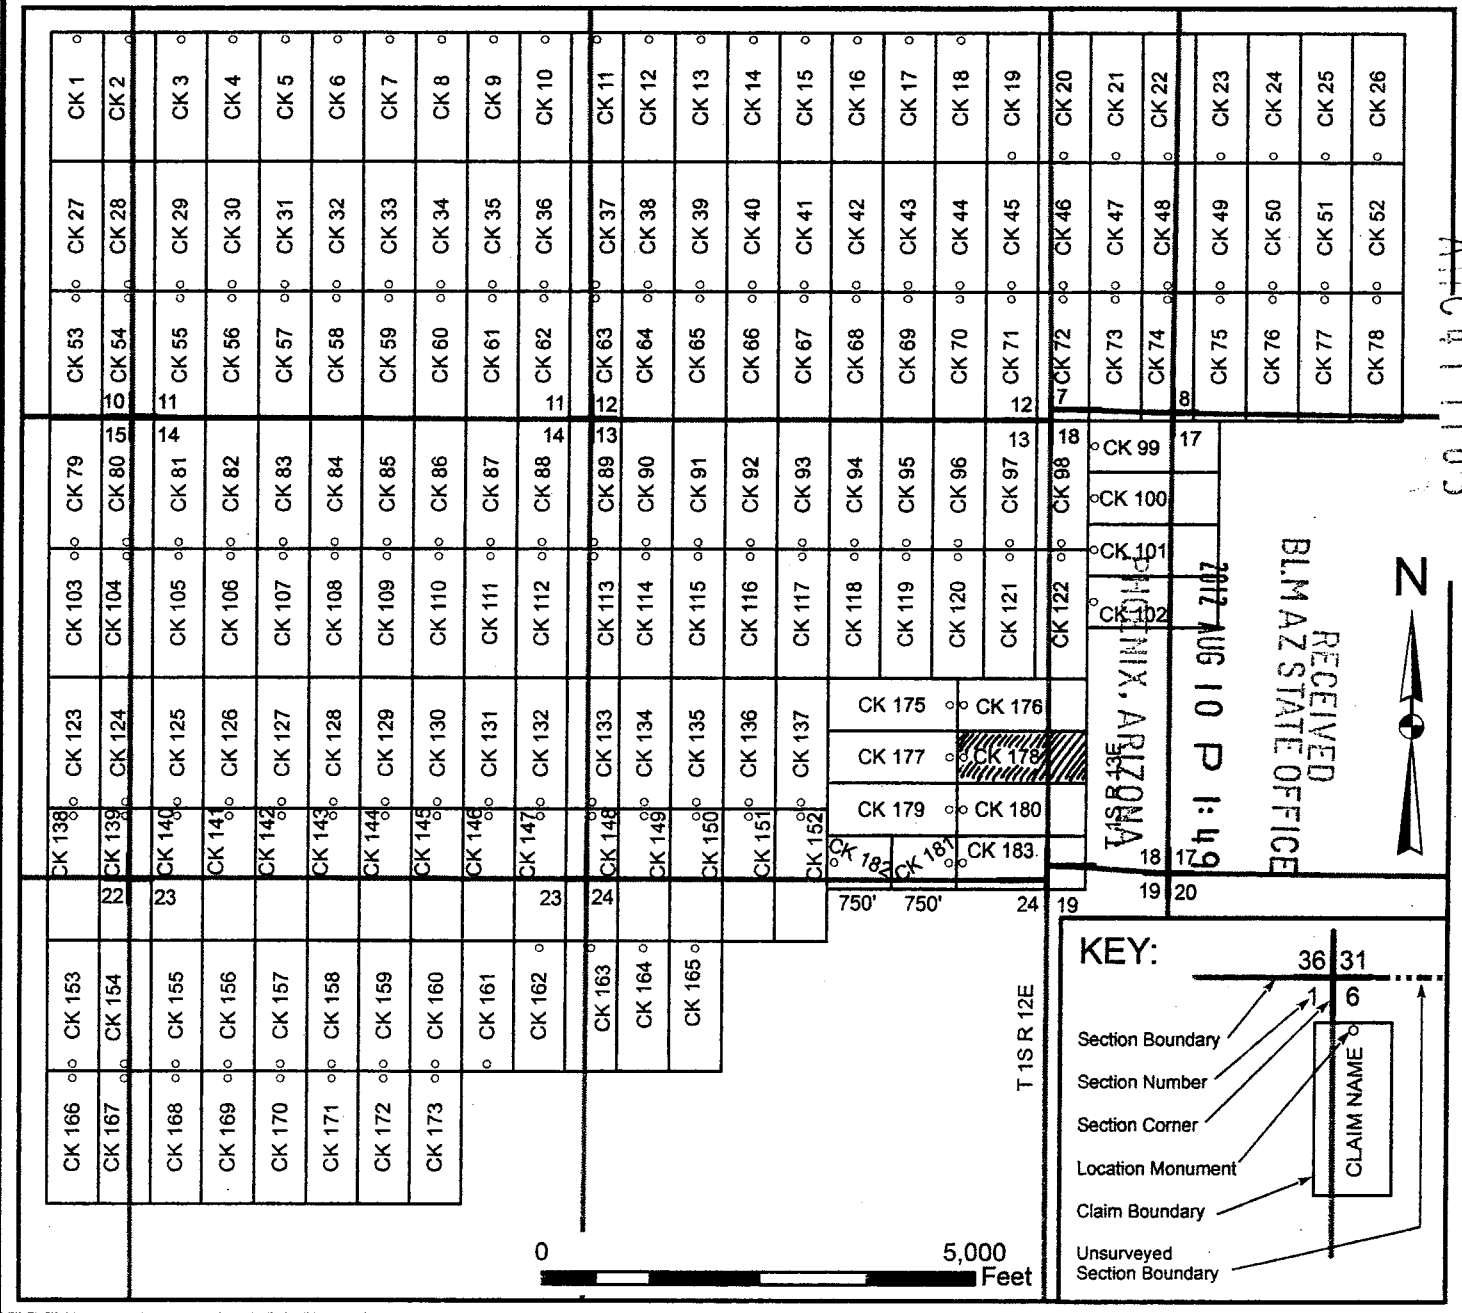 CK 1 CK 2 CK 3 CK 4 CK 5 CK 6 CK 7 CK 8 CK 9 CK 10 CK 11 CK 12 CK 13 CK 14 CK 15 CK 16 CK 17 CK 18 CK 19 CK 20 CK 21 CK 22 CK 23 CK 24 CK 25 CK 26
CK 27 CK 28 CK 29 CK 30 CK 31 CK 32 CK 33 CK 34 CK 35 CK 36 CK 37 CK 38 CK 39 CK 40 CK 41 CK 42 CK 43 CK 44 CK 45 CK 46 CK 47 CK 48 CK 49 CK 50 CK 51 CK 52
CK 53 CK 54 CK 55 CK 56 CK 57 CK 58 CK 59 CK 60 CK 61 CK 62 CK 63 CK 64 CK 65 CK 66 CK 67 CK 68 CK 69 CK 70 CK 71 CK 72 CK 73 CK 74 CK 75 CK 76 CK 77 CK 78
10 11 11 12 12 7 8
15 14 14 13 13 18 17
CK 79 CK 80 CK 81 CK 82 CK 83 CK 84 CK 85 CK 86 CK 87 CK 88 CK 89 CK 90 CK 91 CK 92 CK 93 CK 94 CK 95 CK 96 CK 97 CK 98
CK 99
CK 100
CK 101
CK 102
CK 103 CK 104 CK 105 CK 106 CK 107 CK 108 CK 109 CK 110 CK 111 CK 112 CK 113 CK 114 CK 115 CK 116 CK 117 CK 118 CK 119 CK 120 CK 121 CK 122
CK 123 CK 124 CK 125 CK 126 CK 127 CK 128 CK 129 CK 130 CK 131 CK 132 CK 133 CK 134 CK 135 CK 136 CK 137
CK 175 CK 176
CK 177 CK 178
CK 179 CK 180
CK 182 CK 181 CK 183
CK 138 CK 139 CK 140 CK 141 CK 142 CK 143 CK 144 CK 145 CK 146 CK 147 CK 148 CK 149 CK 150 CK 151 CK 152
18 17
22 23 23 24 750' 750' 24 19 19 20
CK 153 CK 154 CK 155 CK 156 CK 157 CK 158 CK 159 CK 160 CK 161 CK 162 CK 163 CK 164 CK 165
CK 166 CK 167 CK 168 CK 169 CK 170 CK 171 CK 172 CK 173
T 1S R 12E
T 1S R 13E
RECEIVED
BLM AZ STATE OFFICE
2012 AUG 10 P 1:49
PHOENIX, ARIZONA
N
0 5,000
Feet
KEY:
36 31
1 6
Section Boundary
Section Number
Section Corner
Location Monument
Claim Boundary
Unsurveyed
Section Boundary
CLAIM NAME